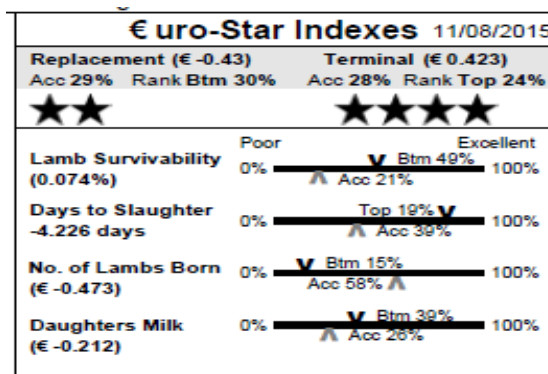 €uro-Star Indexes 11/08/2015
Replacement (€ -0.43) Terminal (€ 0.423)
Acc 29% Rank Btm 30% Acc 28% Rank Top 24%
Poor Excellent
Lamb Survivability 0% Btm 49% 100%
(0.074%) Acc 21%
Days to Slaughter 0% Top 19% 100%
-4.226 days Acc 39%
No. of Lambs Born 0% Btm 15% 100%
(€ -0.473) Acc 58%
Daughters Milk 0% Btm 39% 100%
(€ -0.212) Acc 26%